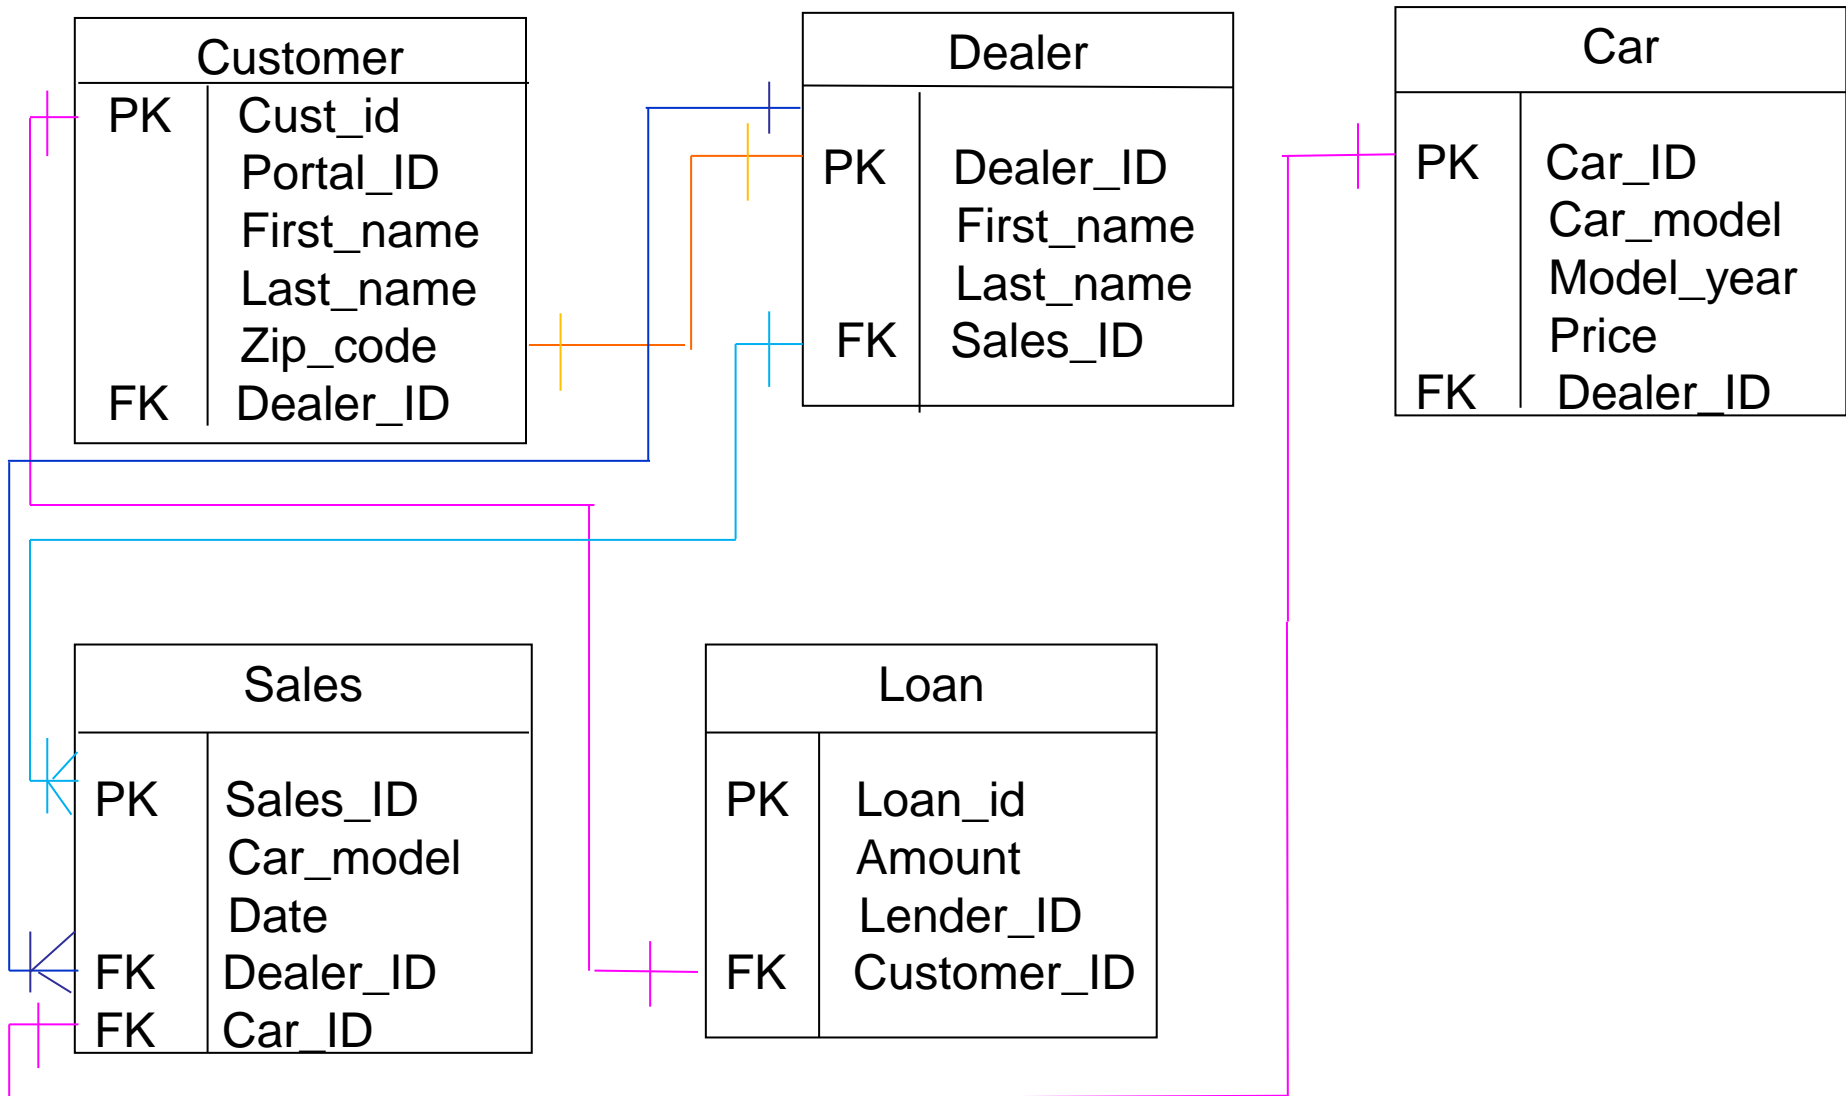 Customer
PK Cust_id
Portal_ID
First_name
Last_name
Zip_code
FK Dealer_ID
Dealer
PK Dealer_ID
First_name
Last_name
FK Sales_ID
Car
PK Car_ID
Car_model
Model_year
Price
FK Dealer_ID
Sales
PK Sales_ID
Car_model
Date
FK Dealer_ID
FK Car_ID
Loan
PK Loan_id
Amount
Lender_ID
FK Customer_ID